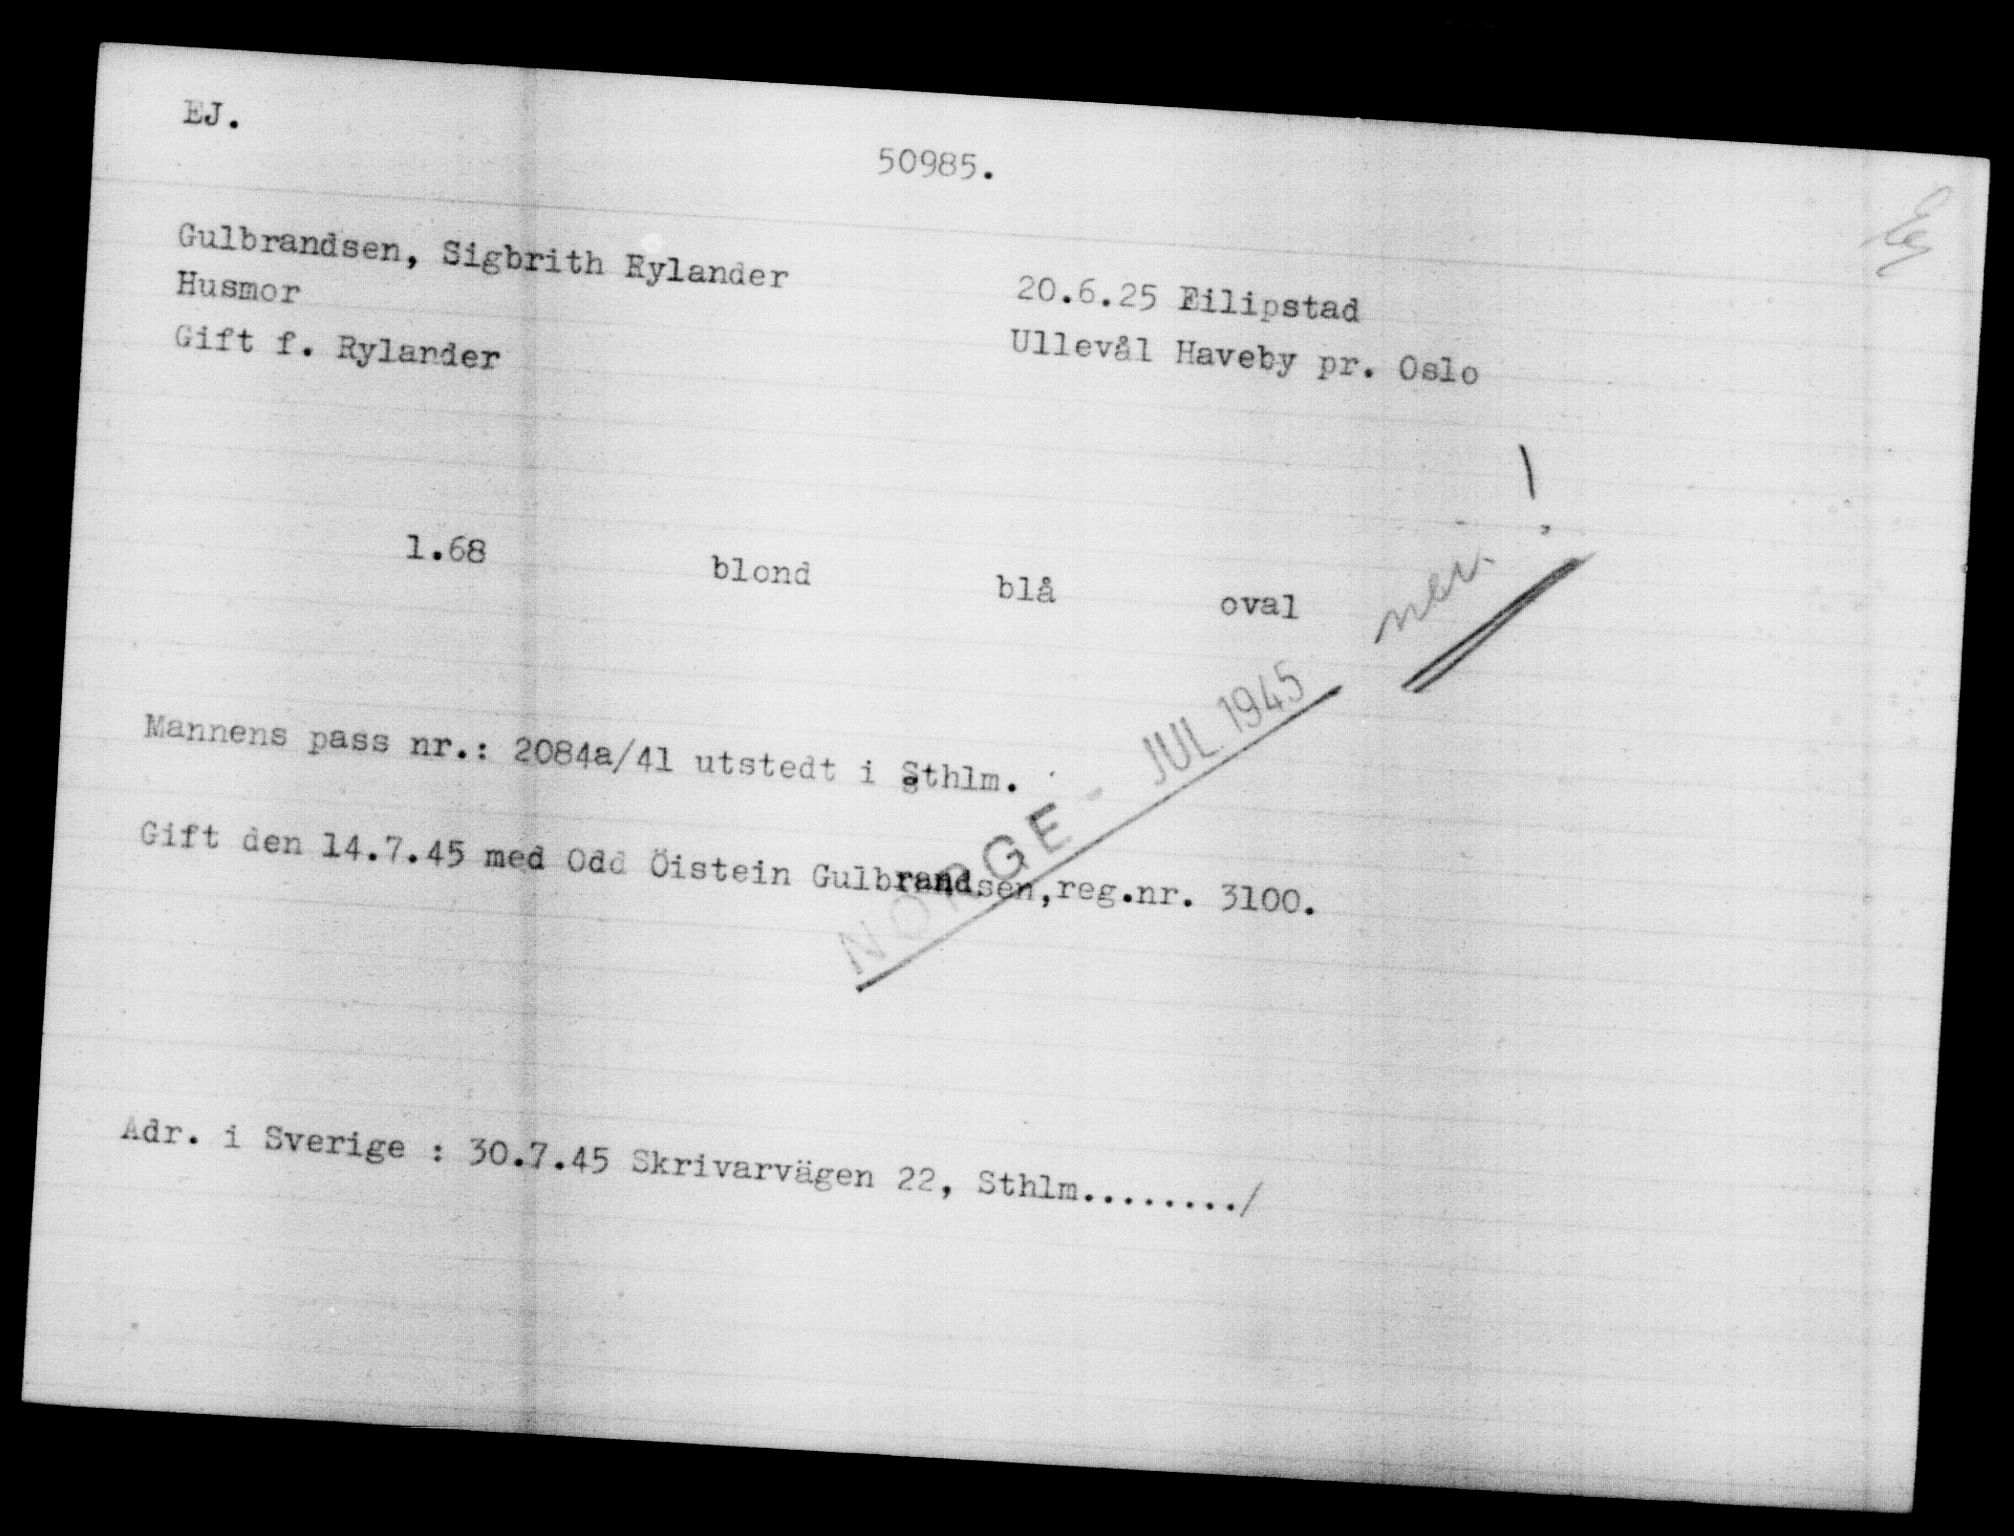 EJ.
50985.
Gulbrandsen, Sigbrith Rylander
Husmor
Gift f. Rylander
20.6.25 Filipstad
Ullevål Haveby pr. Oslo
1.68 blond blå oval
nei!
NORGE - JUL. 1945
Mannens pass nr.: 2084a/41 utstedt i Sthlm.
Gift den 14.7.45 med Odd Öistein Gulbrandsen,reg.nr. 3100.
Adr. i Sverige : 30.7.45 Skrivarvägen 22, Sthlm......../